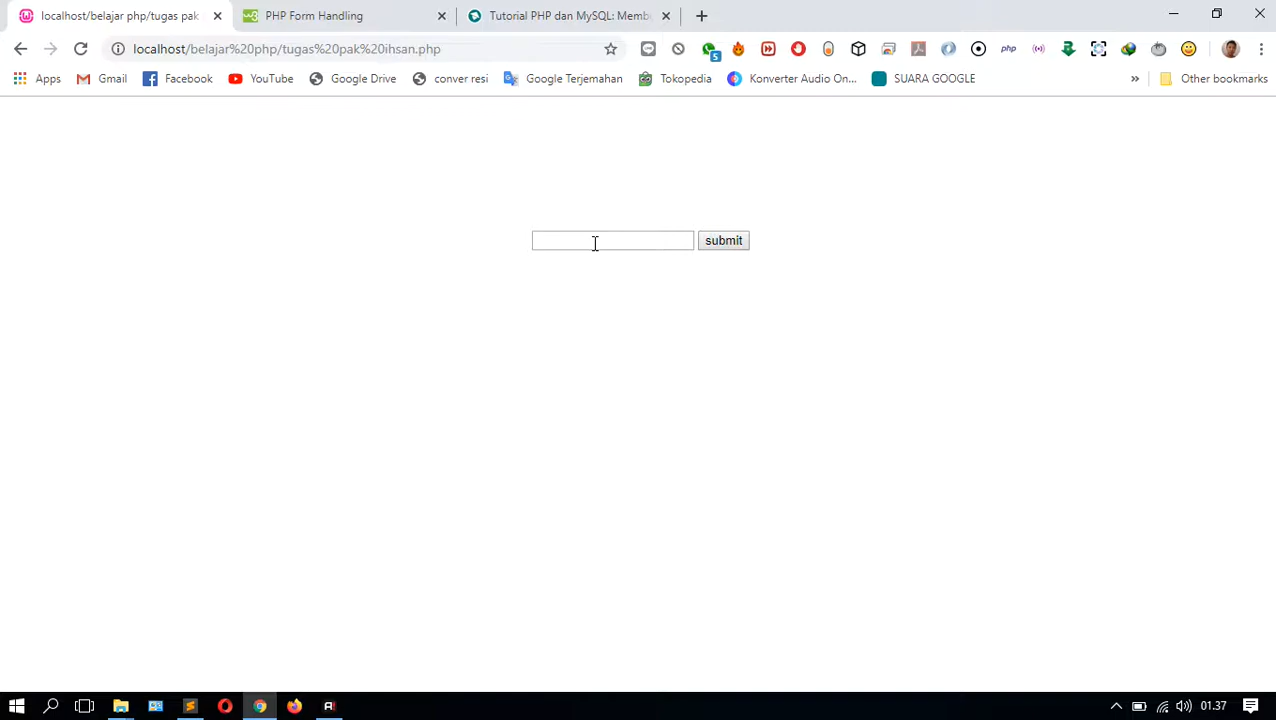 localhost/belajar php/tugas pak
PHP Form Handling
Tutorial PHP dan MySQL: Memb
localhost/belajar%20php/tugas%20pak%20ihsan.php
5
php
Apps
Gmail
Facebook
YouTube
Google Drive
conver resi
Google Terjemahan
Tokopedia
Konverter Audio On...
SUARA GOOGLE
»
Other bookmarks
submit
01.37